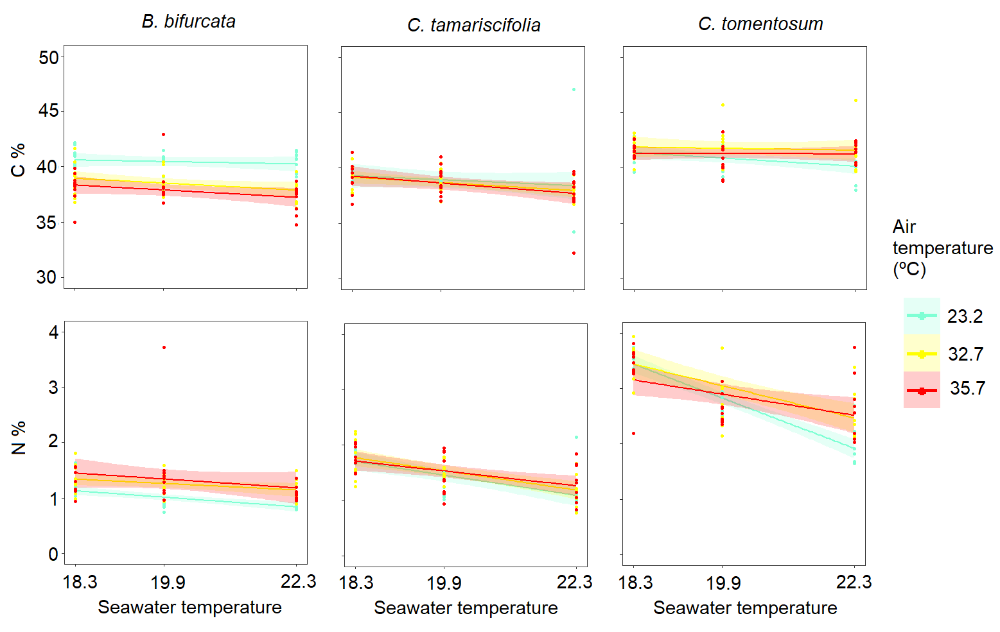 B. bifurcata
C. tamariscifolia
C. tomentosum
C %
50
45
40
35
30
N %
4
3
2
1
0
18.3
19.9
22.3
18.3
19.9
22.3
18.3
19.9
22.3
Seawater temperature
Seawater temperature
Seawater temperature
Air
temperature
(ºC)
23.2
32.7
35.7